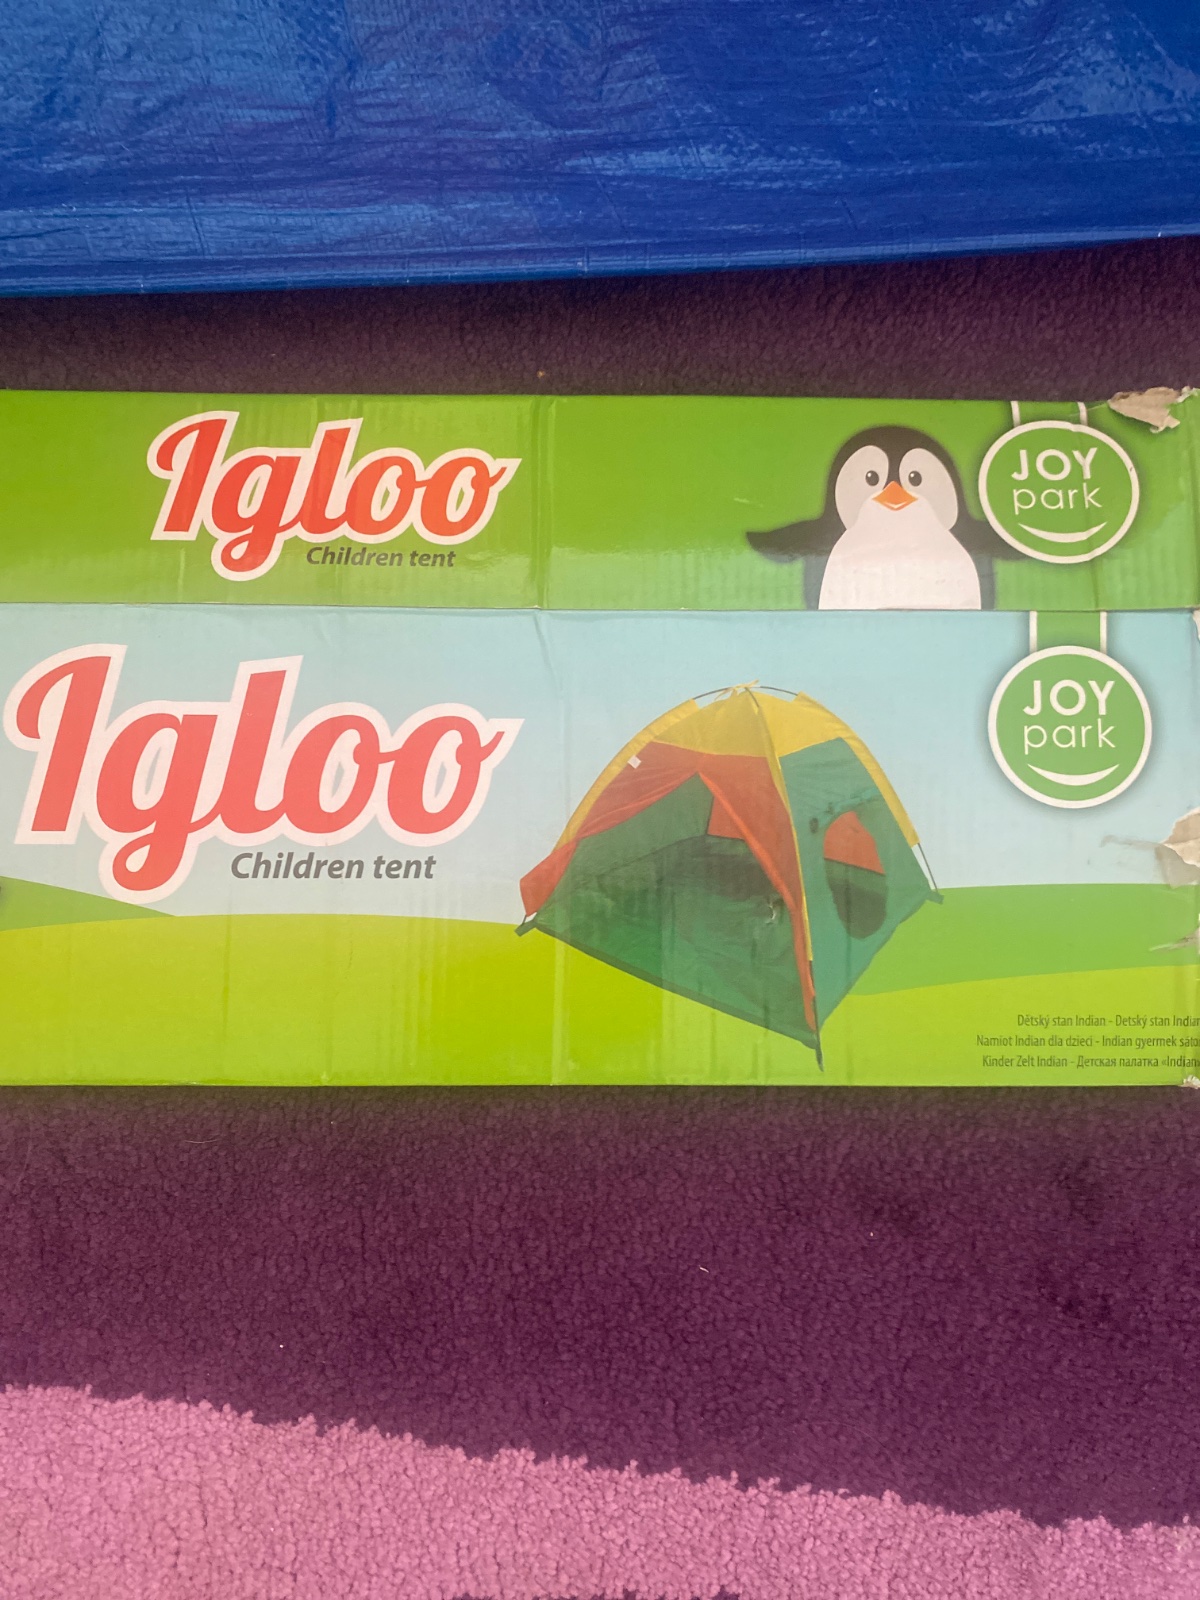 Igloo
Children tent
JOY
park
Igloo
Children tent
JOY
park
Dětský stan Indian - Detský stan Indian
Namiot Indian dla dzieci - Indian gyermek sátor
Kinder Zelt Indian - Детская палатка «Indian»